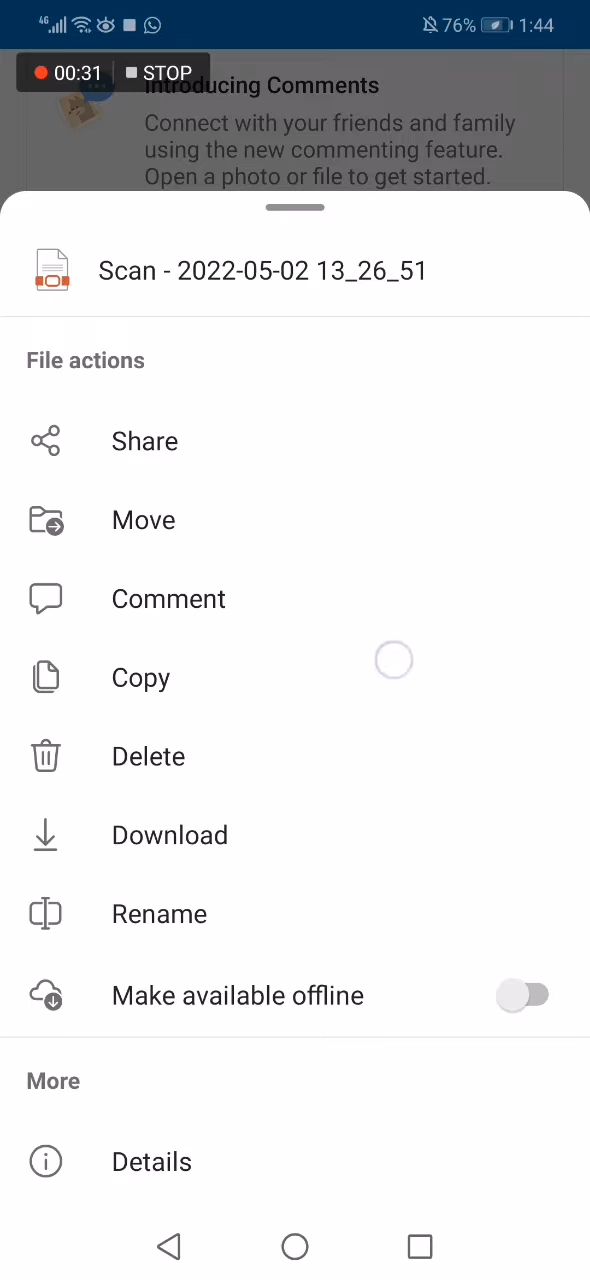 4G 76% 1:44
00:31 STOP
Introducing Comments
Connect with your friends and family
using the new commenting feature.
Open a photo or file to get started.
Scan - 2022-05-02 13_26_51
File actions
Share
Move
Comment
Copy
Delete
Download
Rename
Make available offline
More
Details